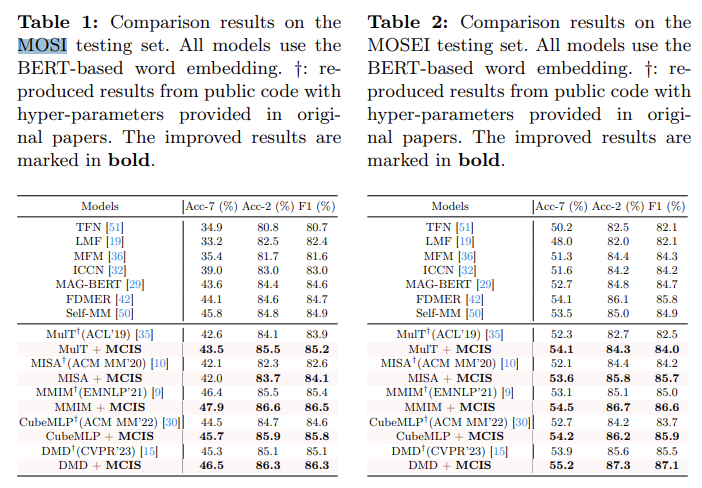 Table 1: Comparison results on the
MOSI testing set. All models use the
BERT-based word embedding. †: re-
produced results from public code with
hyper-parameters provided in origi-
nal papers. The improved results are
marked in bold.
Models Acc-7 (%) Acc-2 (%) F1 (%)
TFN [51] 34.9 80.8 80.7
LMF [19] 33.2 82.5 82.4
MFM [36] 35.4 81.7 81.6
ICCN [32] 39.0 83.0 83.0
MAG-BERT [29] 43.6 84.4 84.6
FDMER [42] 44.1 84.6 84.7
Self-MM [50] 45.8 84.8 84.9
MulT†(ACL'19) [35] 42.6 84.1 83.9
MulT + MCIS 43.5 85.5 85.2
MISA†(ACM MM'20) [10] 42.1 82.3 82.6
MISA + MCIS 42.0 83.7 84.1
MMIM†(EMNLP'21) [9] 46.4 85.5 85.4
MMIM + MCIS 47.9 86.6 86.5
CubeMLP†(ACM MM'22) [30] 44.5 84.7 84.6
CubeMLP + MCIS 45.7 85.9 85.8
DMD†(CVPR'23) [15] 45.3 85.1 85.1
DMD + MCIS 46.5 86.3 86.3
Table 2: Comparison results on the
MOSEI testing set. All models use the
BERT-based word embedding. †: re-
produced results from public code with
hyper-parameters provided in origi-
nal papers. The improved results are
marked in bold.
Models Acc-7 (%) Acc-2 (%) F1 (%)
TFN [51] 50.2 82.5 82.1
LMF [19] 48.0 82.0 82.1
MFM [36] 51.3 84.4 84.3
ICCN [32] 51.6 84.2 84.2
MAG-BERT [29] 52.7 84.8 84.7
FDMER [42] 54.1 86.1 85.8
Self-MM [50] 53.5 85.0 84.9
MulT†(ACL'19) [35] 52.3 82.7 82.5
MulT + MCIS 54.1 84.3 84.0
MISA†(ACM MM'20) [10] 52.1 84.4 84.2
MISA + MCIS 53.6 85.8 85.7
MMIM†(EMNLP'21) [9] 53.1 85.1 85.0
MMIM + MCIS 54.5 86.7 86.6
CubeMLP†(ACM MM'22) [30] 52.7 84.2 83.7
CubeMLP + MCIS 54.2 86.2 85.9
DMD†(CVPR'23) [15] 53.9 85.6 85.5
DMD + MCIS 55.2 87.3 87.1